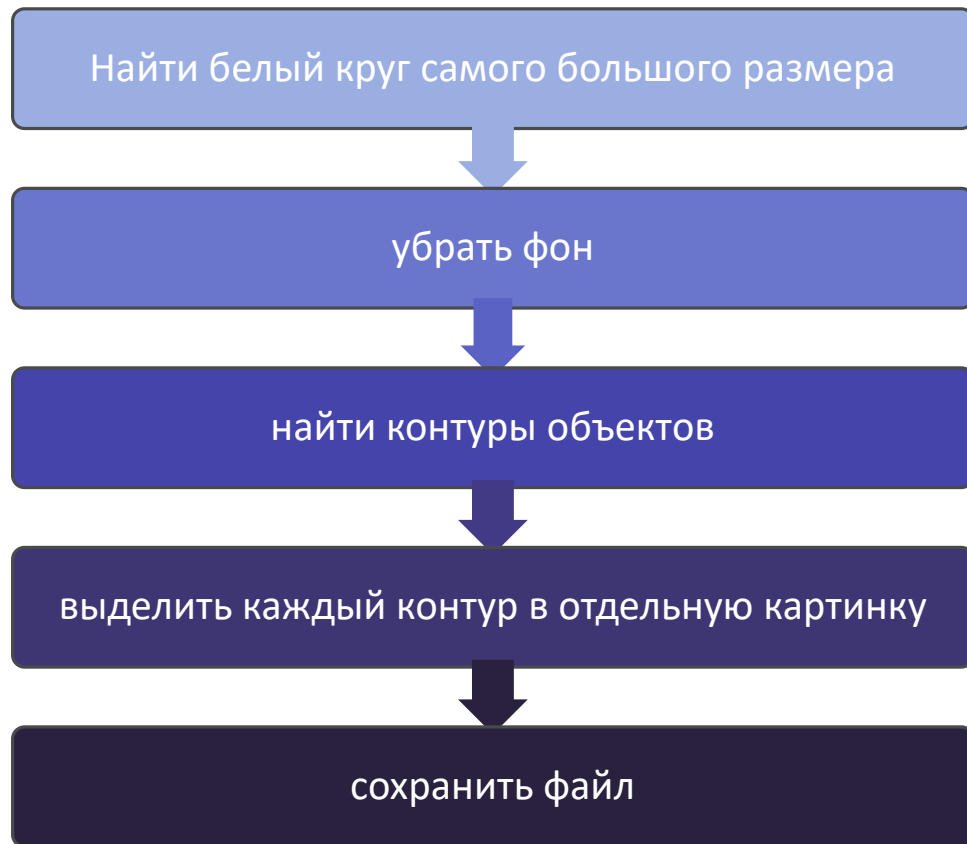 Найти белый круг самого большого размера
убрать фон
найти контуры объектов
выделить каждый контур в отдельную картинку
сохранить файл